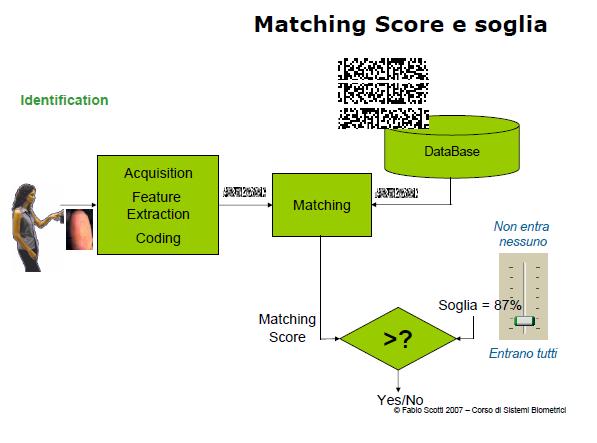 Matching Score e soglia
Identification
Acquisition
Feature
Extraction
Coding
Matching
DataBase
Non entra
nessuno
Soglia = 87%
Entrano tutti
Matching
Score
>?
Yes/No
© Fabio Scotti 2007 – Corso di Sistemi Biometrici